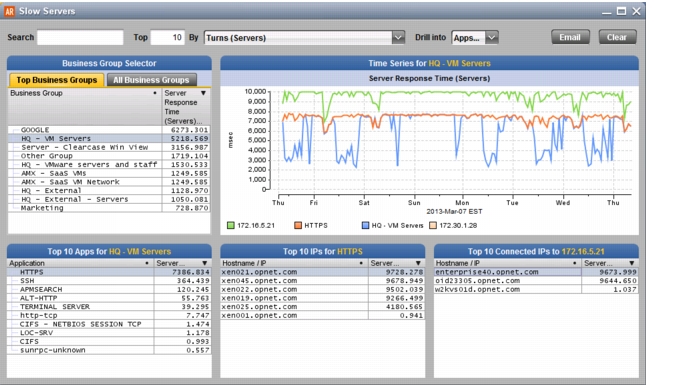 AR Slow Servers
Search Top 10 By Turns (Servers) Drill into Apps... Email Clear
Business Group Selector
Top Business Groups All Business Groups
Business Group Server Response Time (Servers)...
GOOGLE 6273.301
HQ - VM Servers 5218.569
Server - Clearcase Win View 3156.987
Other Group 1719.104
HQ - VMware servers and staff 1530.533
AMX - SaaS VMs 1249.585
AMX - SaaS VM Network 1249.585
HQ - External 1128.970
HQ - External - Servers 1050.081
Marketing 728.870
Time Series for HQ - VM Servers
Server Response Time (Servers)
10,000
9,000
8,000
7,000
6,000
5,000
4,000
3,000
2,000
1,000
0
msec
Thu Fri Sat Sun Mon Tue Wed Thu
2013-Mar-07 EST
172.16.5.21 HTTPS HQ - VM Servers 172.30.1.28
Top 10 Apps for HQ - VM Servers
Application Server...
HTTPS 7386.834
SSH 364.439
APMSEARCH 120.245
ALT-HTTP 55.763
TERMINAL SERVER 39.295
http-tcp 7.747
CIFS - NETBIOS SESSION TCP 1.474
LOC-SRV 1.178
CIFS 0.993
sunrpc-unknown 0.557
Top 10 IPs for HTTPS
Hostname / IP Server...
xen021.opnet.com 9728.278
xen045.opnet.com 9678.949
xen022.opnet.com 9502.039
xen019.opnet.com 9266.499
xen025.opnet.com 4180.565
xen001.opnet.com 0.941
Top 10 Connected IPs to 172.16.5.21
Hostname / IP Server...
enterprise40.opnet.com 9673.999
oid23305.opnet.com 9644.650
w2kvs01d.opnet.com 1.037